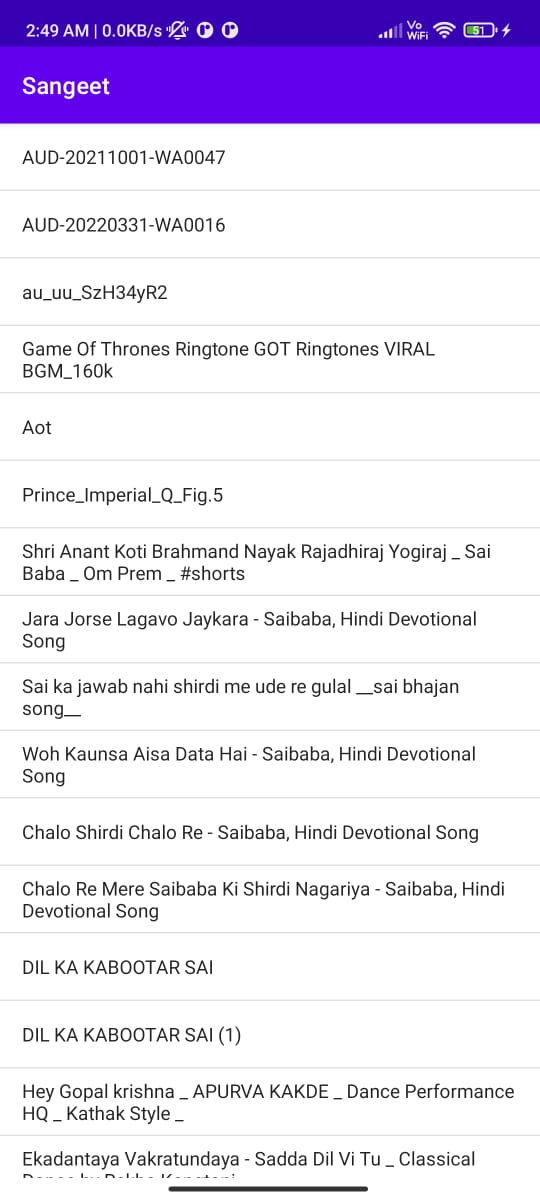 2:49 AM | 0.0KB/s
Vo
WiFi
51
Sangeet
AUD-20211001-WA0047
AUD-20220331-WA0016
au_uu_SzH34yR2
Game Of Thrones Ringtone GOT Ringtones VIRAL
BGM_160k
Aot
Prince_Imperial_Q_Fig.5
Shri Anant Koti Brahmand Nayak Rajadhiraj Yogiraj _ Sai
Baba _ Om Prem _ #shorts
Jara Jorse Lagavo Jaykara - Saibaba, Hindi Devotional
Song
Sai ka jawab nahi shirdi me ude re gulal __sai bhajan
song__
Woh Kaunsa Aisa Data Hai - Saibaba, Hindi Devotional
Song
Chalo Shirdi Chalo Re - Saibaba, Hindi Devotional Song
Chalo Re Mere Saibaba Ki Shirdi Nagariya - Saibaba, Hindi
Devotional Song
DIL KA KABOOTAR SAI
DIL KA KABOOTAR SAI (1)
Hey Gopal krishna _ APURVA KAKDE _ Dance Performance
HQ _ Kathak Style _
Ekadantaya Vakratundaya - Sadda Dil Vi Tu _ Classical